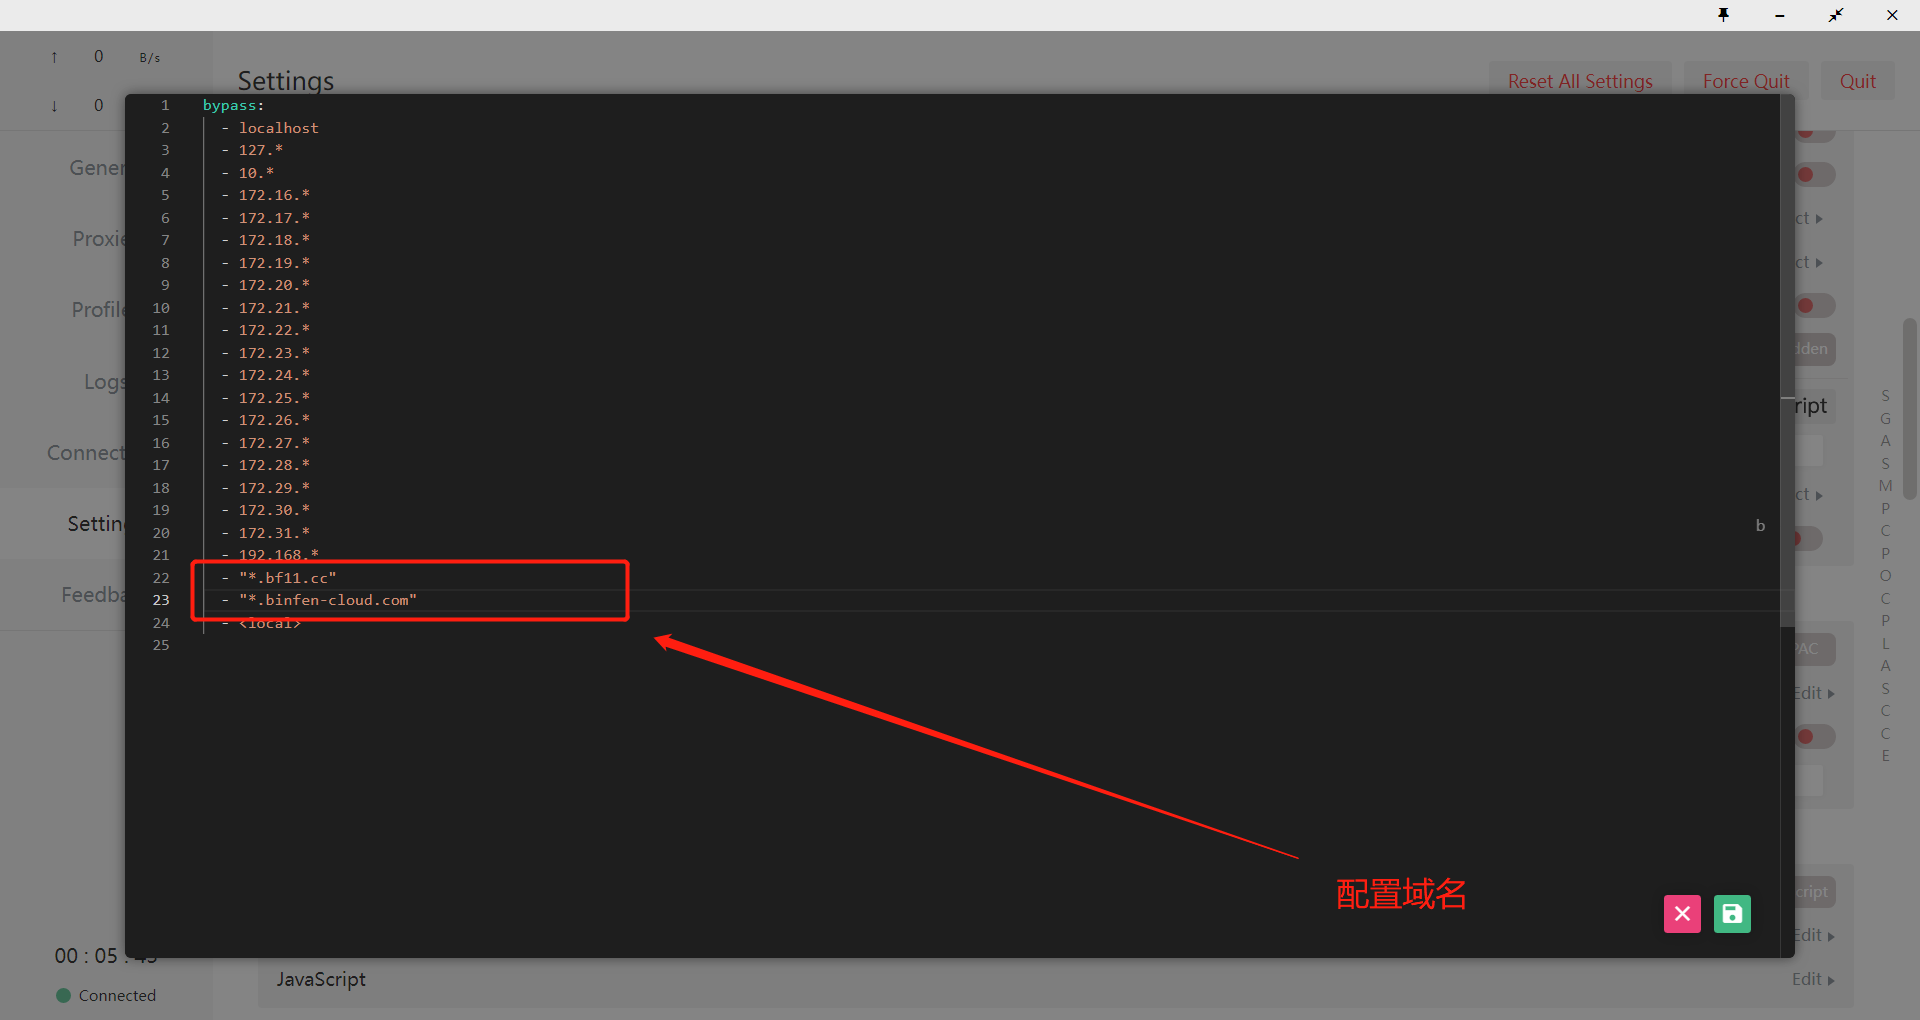 ↑ 0 B/s
↓ 0
Settings
Reset All Settings
Force Quit
Quit
Gener
Proxie
Profile
Logs
Connect
Settin
Feedba
1 bypass:
2 - localhost
3 - 127.*
4 - 10.*
5 - 172.16.*
6 - 172.17.*
7 - 172.18.*
8 - 172.19.*
9 - 172.20.*
10 - 172.21.*
11 - 172.22.*
12 - 172.23.*
13 - 172.24.*
14 - 172.25.*
15 - 172.26.*
16 - 172.27.*
17 - 172.28.*
18 - 172.29.*
19 - 172.30.*
20 - 172.31.*
21 - 192.168.*
22 - "*.bf11.cc"
23 - "*.binfen-cloud.com"
24 - <local>
25
配置域名
b
ct
ct
dden
ript
ct
PAC
Edit
cript
Edit
JavaScript
Edit
S
G
A
S
M
P
C
P
O
C
P
L
A
S
C
C
E
00 : 05 : 45
Connected